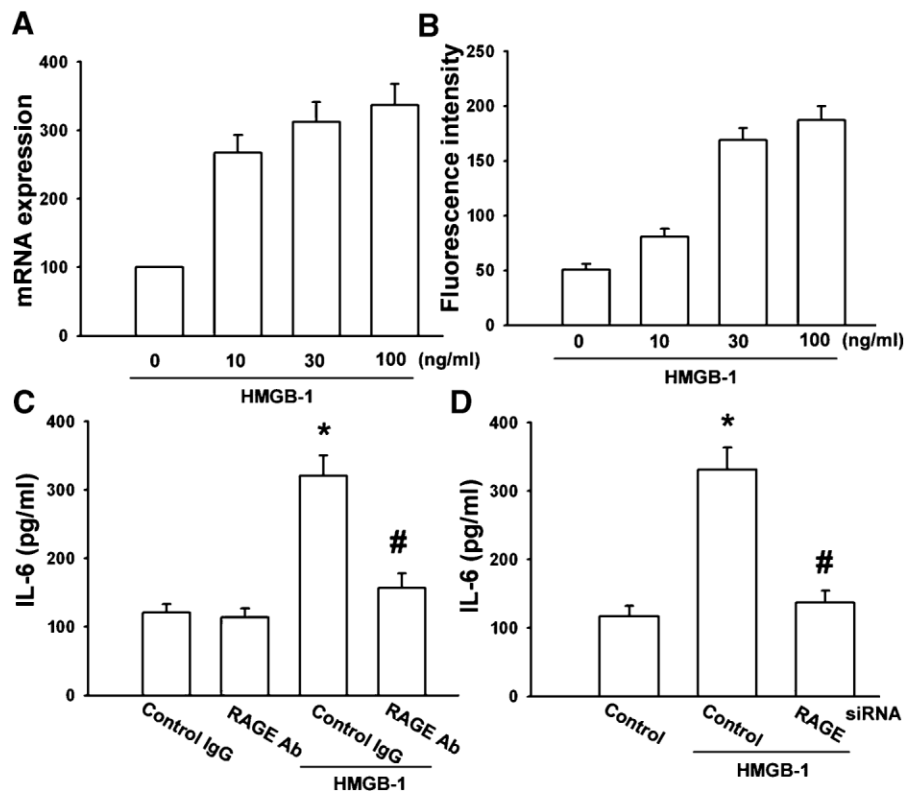 A
mRNA expression
400
300
200
100
0
0 10 30 100 (ng/ml)
HMGB-1
B
Fluorescence intensity
250
200
150
100
50
0
0 10 30 100 (ng/ml)
HMGB-1
C
IL-6 (pg/ml)
400
300
200
100
0
*
#
Control IgG RAGE Ab Control IgG RAGE Ab
HMGB-1
D
IL-6 (pg/ml)
400
300
200
100
0
*
#
Control Control RAGE siRNA
HMGB-1